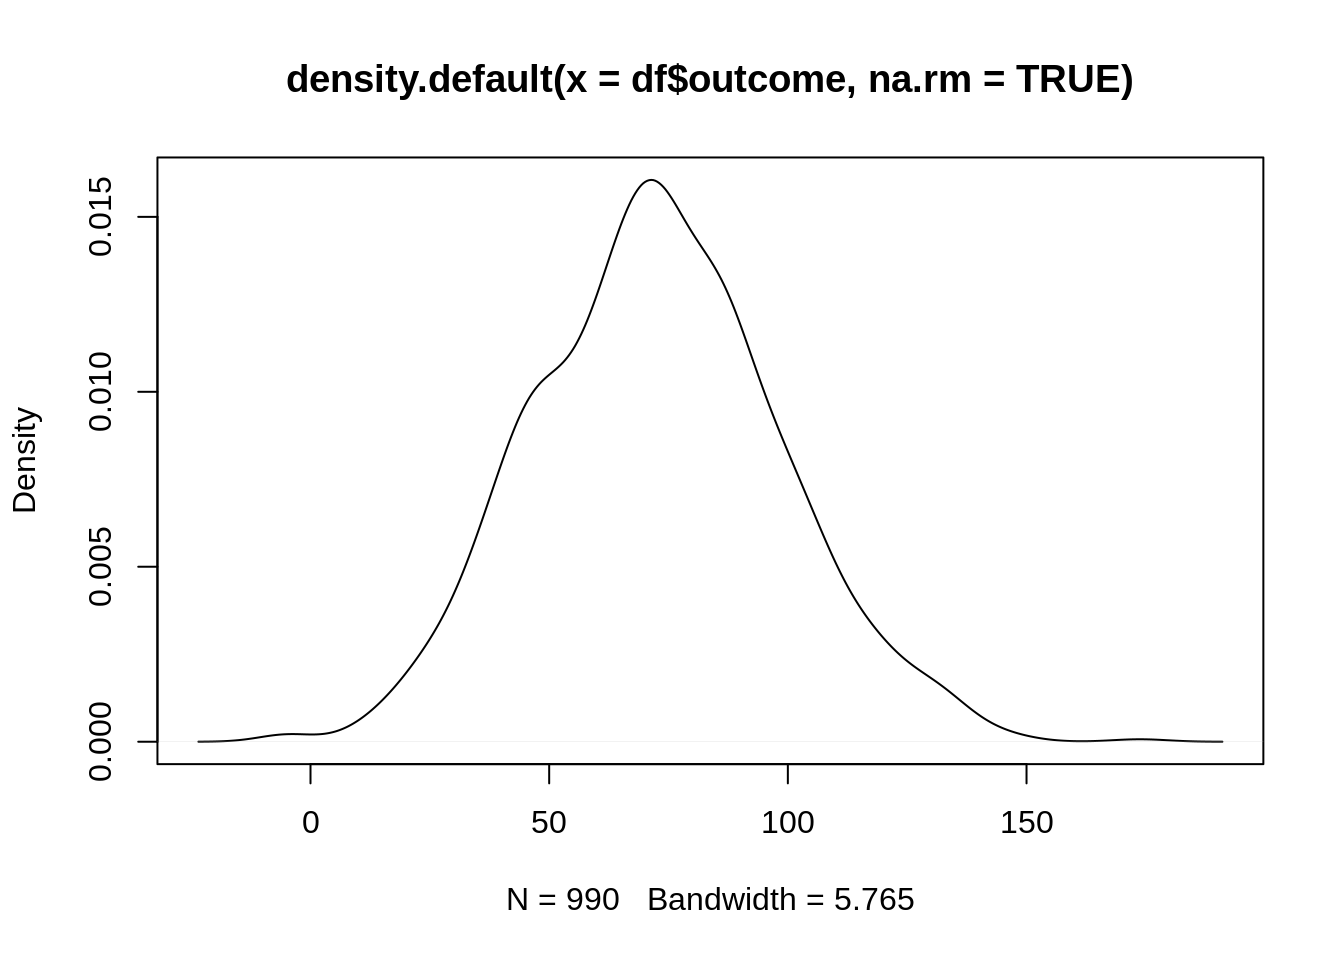 density.default(x = df$outcome, na.rm = TRUE)
Density
0.015
0.010
0.005
0.000
0 50 100 150
N = 990 Bandwidth = 5.765